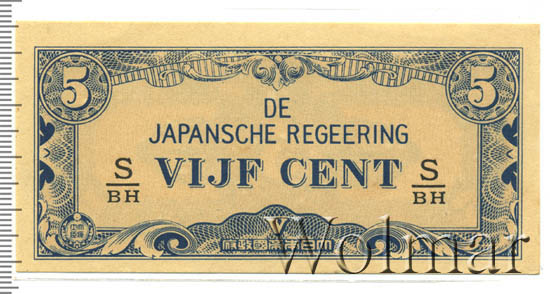 5 5
DE
JAPANSCHE REGEERING
S VIJF CENT S
BH BH
Wolmar